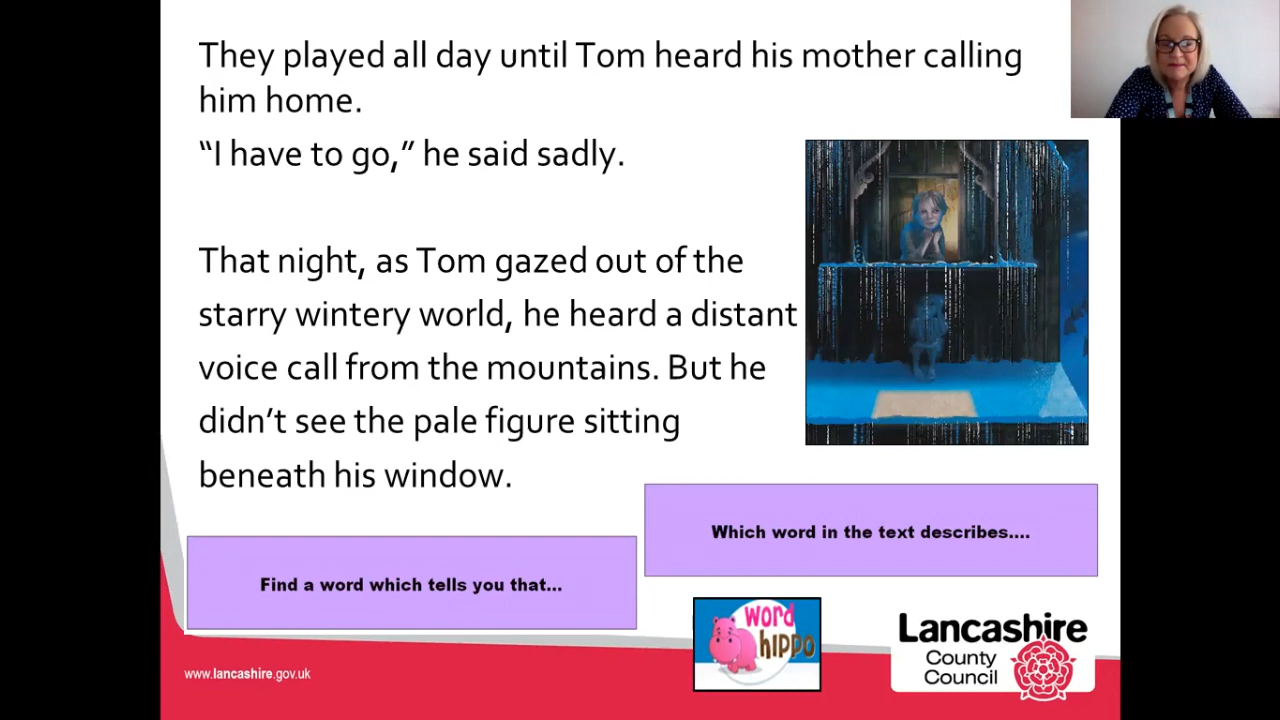 They played all day until Tom heard his mother calling
him home.
“I have to go,” he said sadly.
That night, as Tom gazed out of the
starry wintery world, he heard a distant
voice call from the mountains. But he
didn’t see the pale figure sitting
beneath his window.
Which word in the text describes....
Find a word which tells you that...
word
hippo
Lancashire
County
Council
www.lancashire.gov.uk